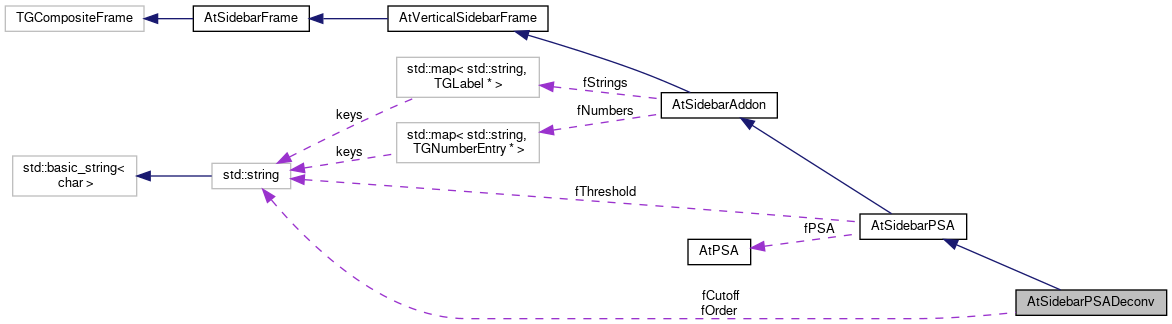 TGCompositeFrame
AtSidebarFrame
AtVerticalSidebarFrame
std::map< std::string,
TGLabel * >
fStrings
AtSidebarAddon
keys
fNumbers
std::map< std::string,
TGNumberEntry * >
keys
std::basic_string<
char >
std::string
fThreshold
AtSidebarPSA
fPSA
AtPSA
fCutoff
fOrder
AtSidebarPSADeconv